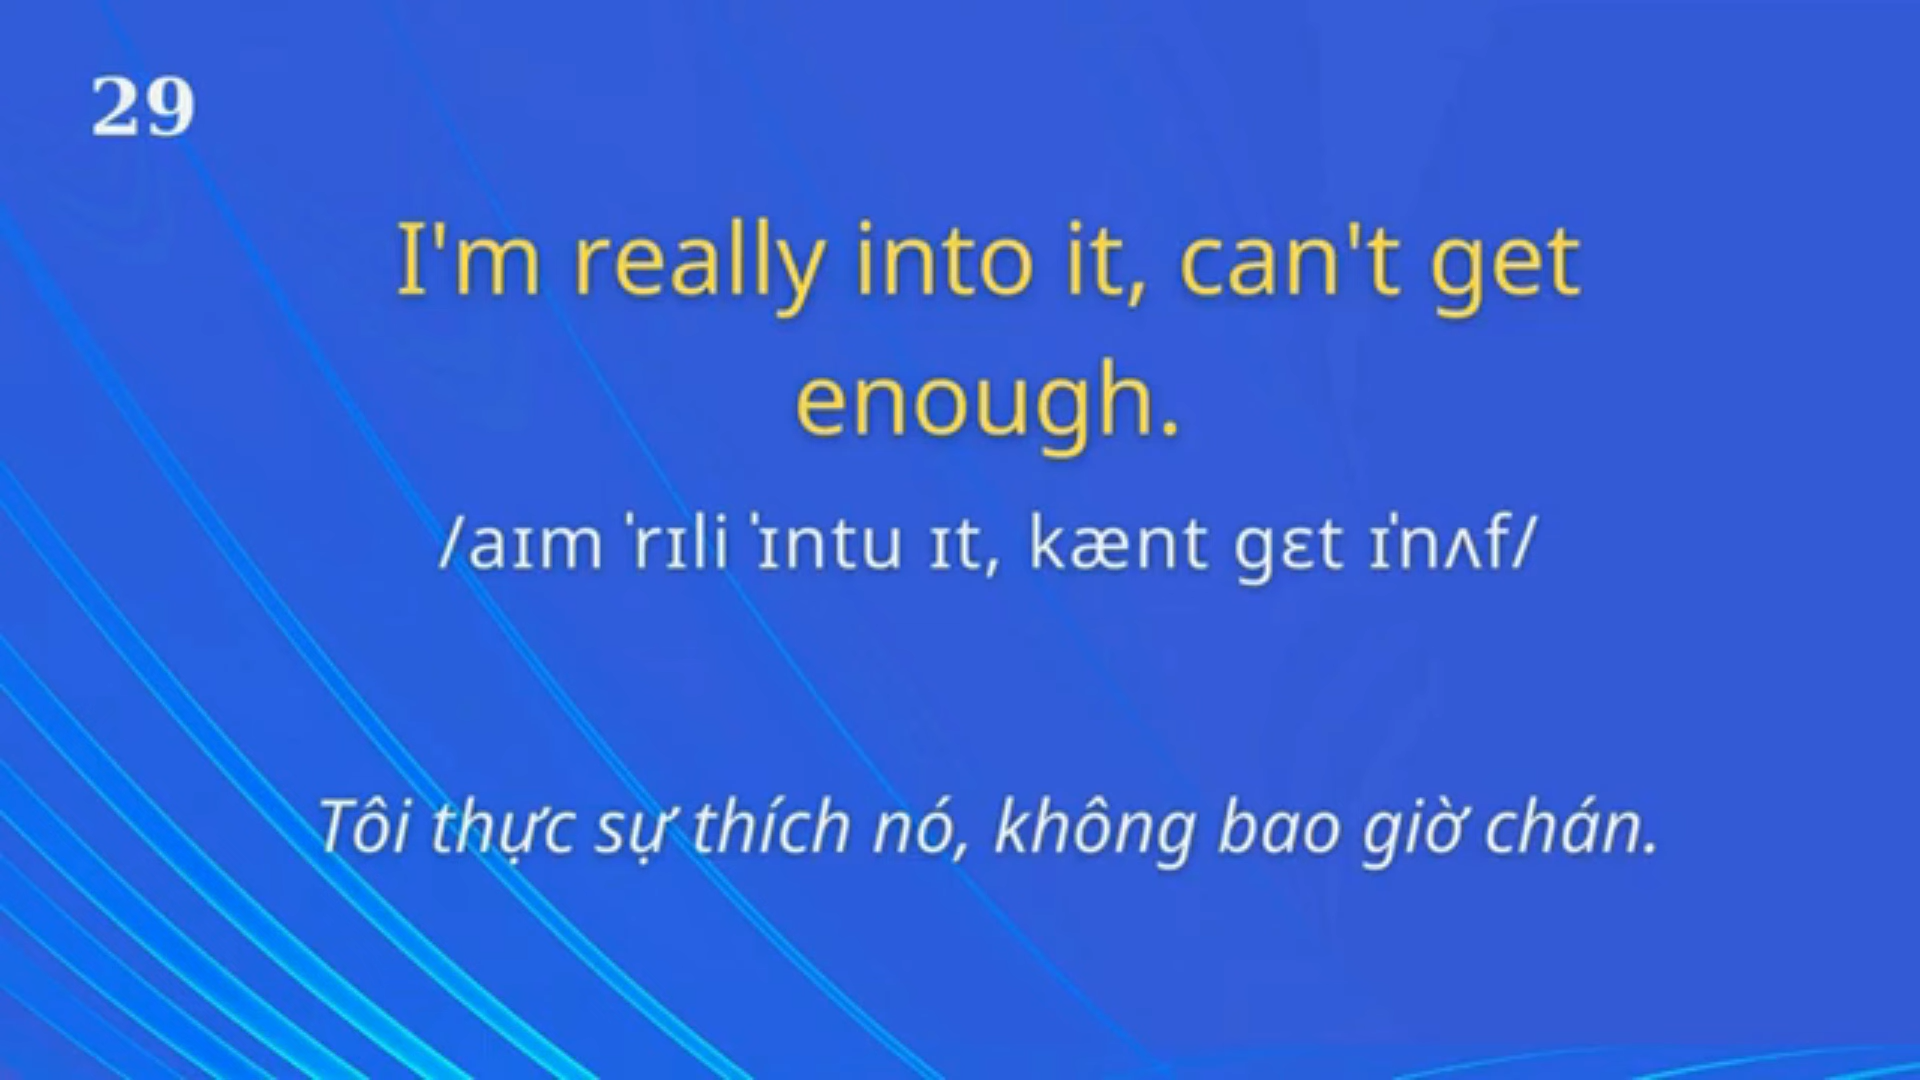 29
I'm really into it, can't get
enough.
/aɪm ˈrɪli ˈɪntu ɪt, kænt gɛt ɪˈnʌf/
Tôi thực sự thích nó, không bao giờ chán.